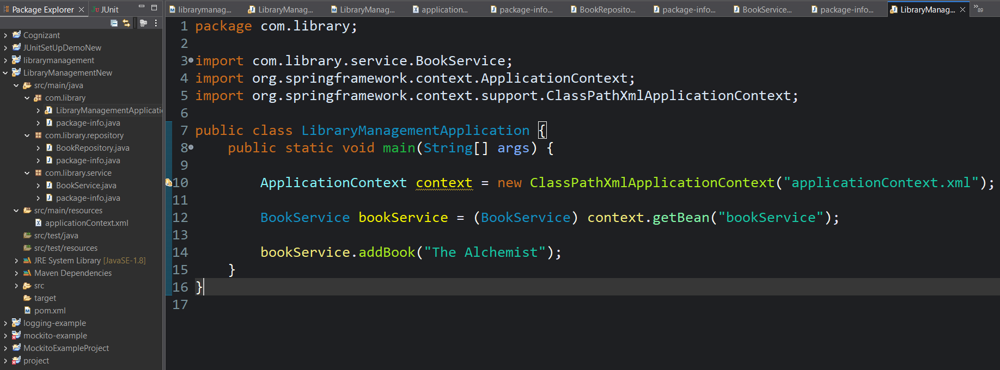 Package Explorer
JUnit
Cognizant
JUnitSetUpDemoNew
librarymanagement
LibraryManagementNew
src/main/java
com.library
LibraryManagementApplicati
package-info.java
com.library.repository
BookRepository.java
package-info.java
com.library.service
BookService.java
package-info.java
src/main/resources
applicationContext.xml
src/test/java
src/test/resources
JRE System Library [JavaSE-1.8]
Maven Dependencies
src
target
pom.xml
logging-example
mockito-example
MockitoExampleProject
project
librarymanag...
LibraryManag...
LibraryManag...
application...
package-info...
BookReposito...
package-info...
BookService...
package-info...
LibraryManag...
89
1 package com.library;
2
3 import com.library.service.BookService;
4 import org.springframework.context.ApplicationContext;
5 import org.springframework.context.support.ClassPathXmlApplicationContext;
6
7 public class LibraryManagementApplication {
8 public static void main(String[] args) {
9
10 ApplicationContext context = new ClassPathXmlApplicationContext("applicationContext.xml");
11
12 BookService bookService = (BookService) context.getBean("bookService");
13
14 bookService.addBook("The Alchemist");
15 }
16 }
17